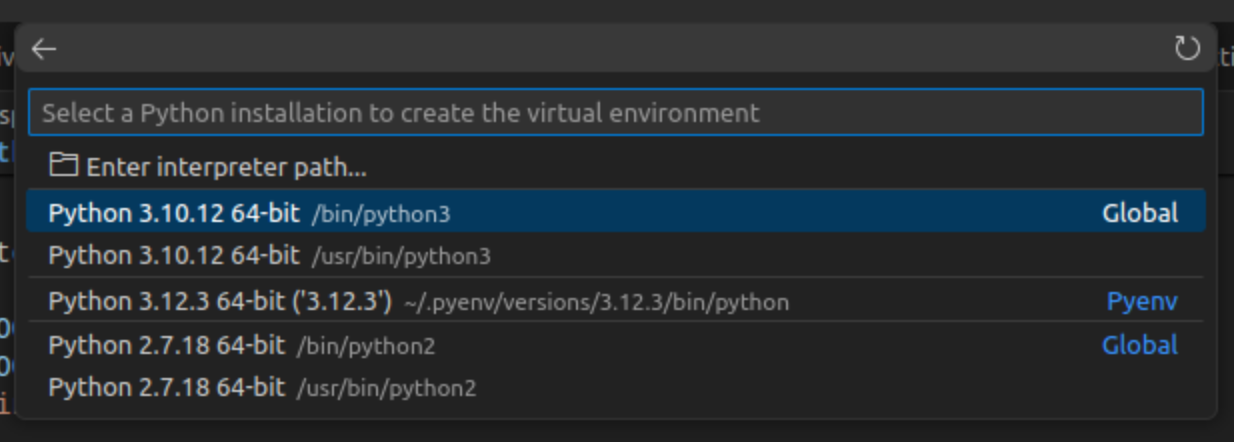 Select a Python installation to create the virtual environment
Enter interpreter path...
Python 3.10.12 64-bit /bin/python3 Global
Python 3.10.12 64-bit /usr/bin/python3
Python 3.12.3 64-bit ('3.12.3') ~/.pyenv/versions/3.12.3/bin/python Pyenv
Python 2.7.18 64-bit /bin/python2 Global
Python 2.7.18 64-bit /usr/bin/python2